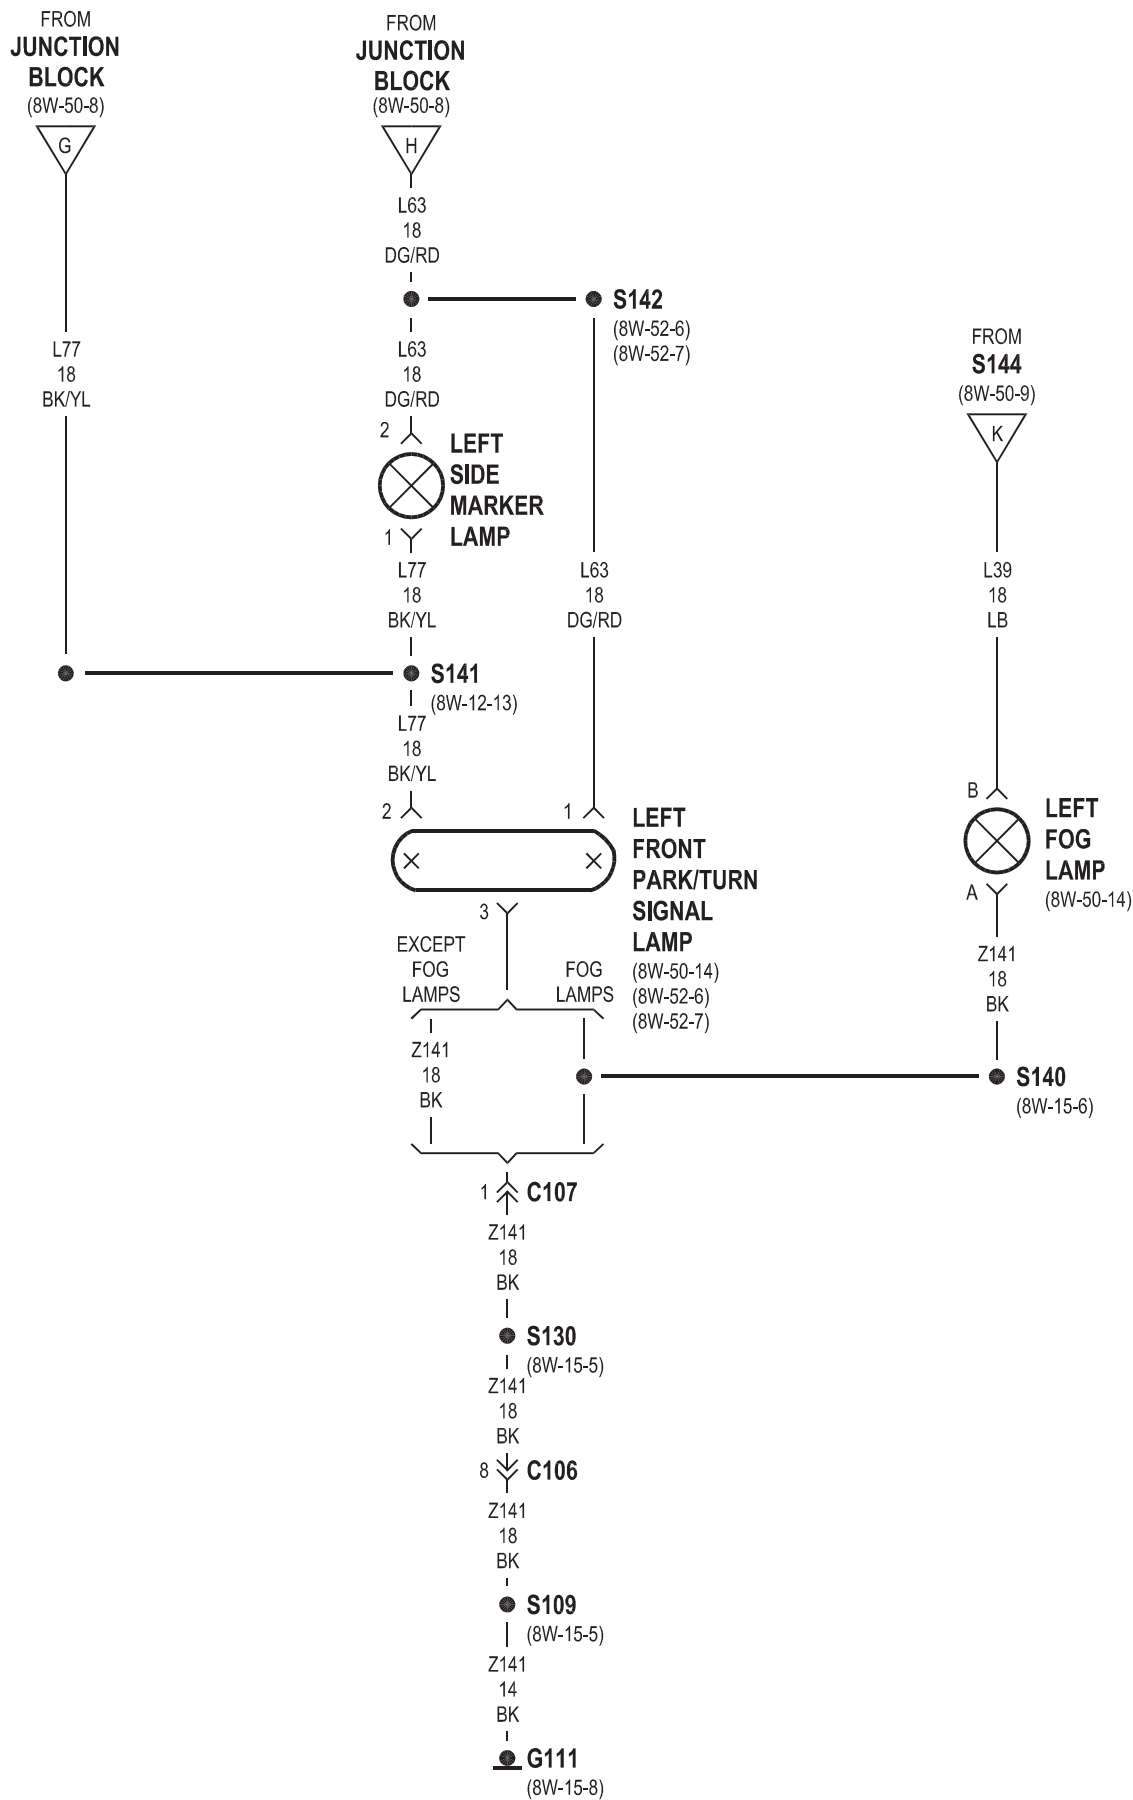 FROM
JUNCTION
BLOCK
(8W-50-8)
G
L77
18
BK/YL
FROM
JUNCTION
BLOCK
(8W-50-8)
H
L63
18
DG/RD
S142
(8W-52-6)
(8W-52-7)
L63
18
DG/RD
2
LEFT
SIDE
MARKER
LAMP
1
L77
18
BK/YL
L63
18
DG/RD
S141
(8W-12-13)
L77
18
BK/YL
2
1
LEFT
FRONT
PARK/TURN
SIGNAL
LAMP
(8W-50-14)
(8W-52-6)
(8W-52-7)
3
FROM
S144
(8W-50-9)
K
L39
18
LB
B
LEFT
FOG
LAMP
(8W-50-14)
A
Z141
18
BK
S140
(8W-15-6)
EXCEPT
FOG
LAMPS
FOG
LAMPS
Z141
18
BK
1
C107
Z141
18
BK
S130
(8W-15-5)
Z141
18
BK
8
C106
Z141
18
BK
S109
(8W-15-5)
Z141
14
BK
G111
(8W-15-8)